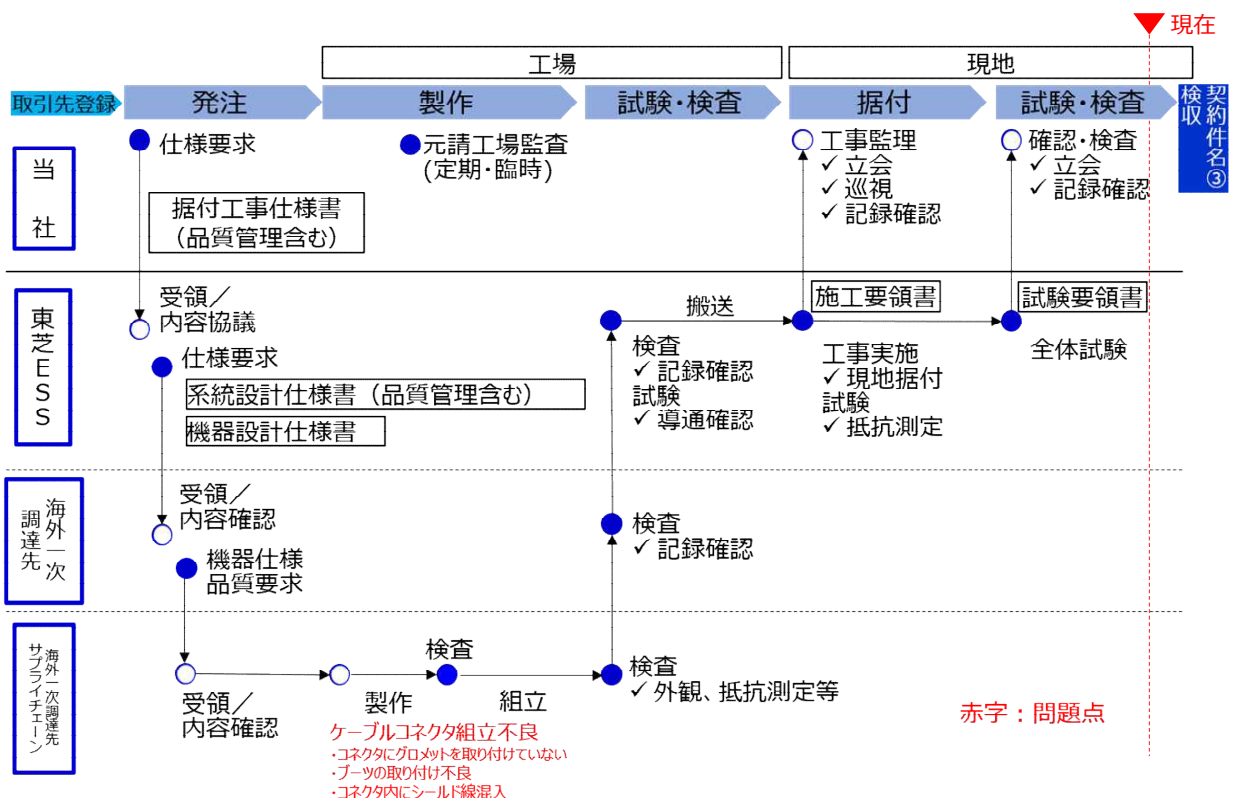 現在
工場
現地
取引先登録
発注
製作
試験・検査
据付
試験・検査
契約件名③
検収
当社
仕様要求
据付工事仕様書
（品質管理含む）
元請工場監査
(定期・臨時)
工事監理
✓ 立会
✓ 巡視
✓ 記録確認
確認・検査
✓ 立会
✓ 記録確認
東芝ESS
受領／
内容協議
仕様要求
系統設計仕様書（品質管理含む）
機器設計仕様書
検査
✓ 記録確認
試験
✓ 導通確認
搬送
施工要領書
工事実施
✓ 現地据付
試験
✓ 抵抗測定
試験要領書
全体試験
海外一次
調達先
受領／
内容確認
機器仕様
品質要求
検査
✓ 記録確認
海外一次調達先
サプライチェーン
受領／
内容確認
製作
検査
組立
検査
✓ 外観、抵抗測定等
ケーブルコネクタ組立不良
・コネクタにグロメットを取り付けていない
・ブーツの取り付け不良
・コネクタ内にシールド線混入
赤字：問題点